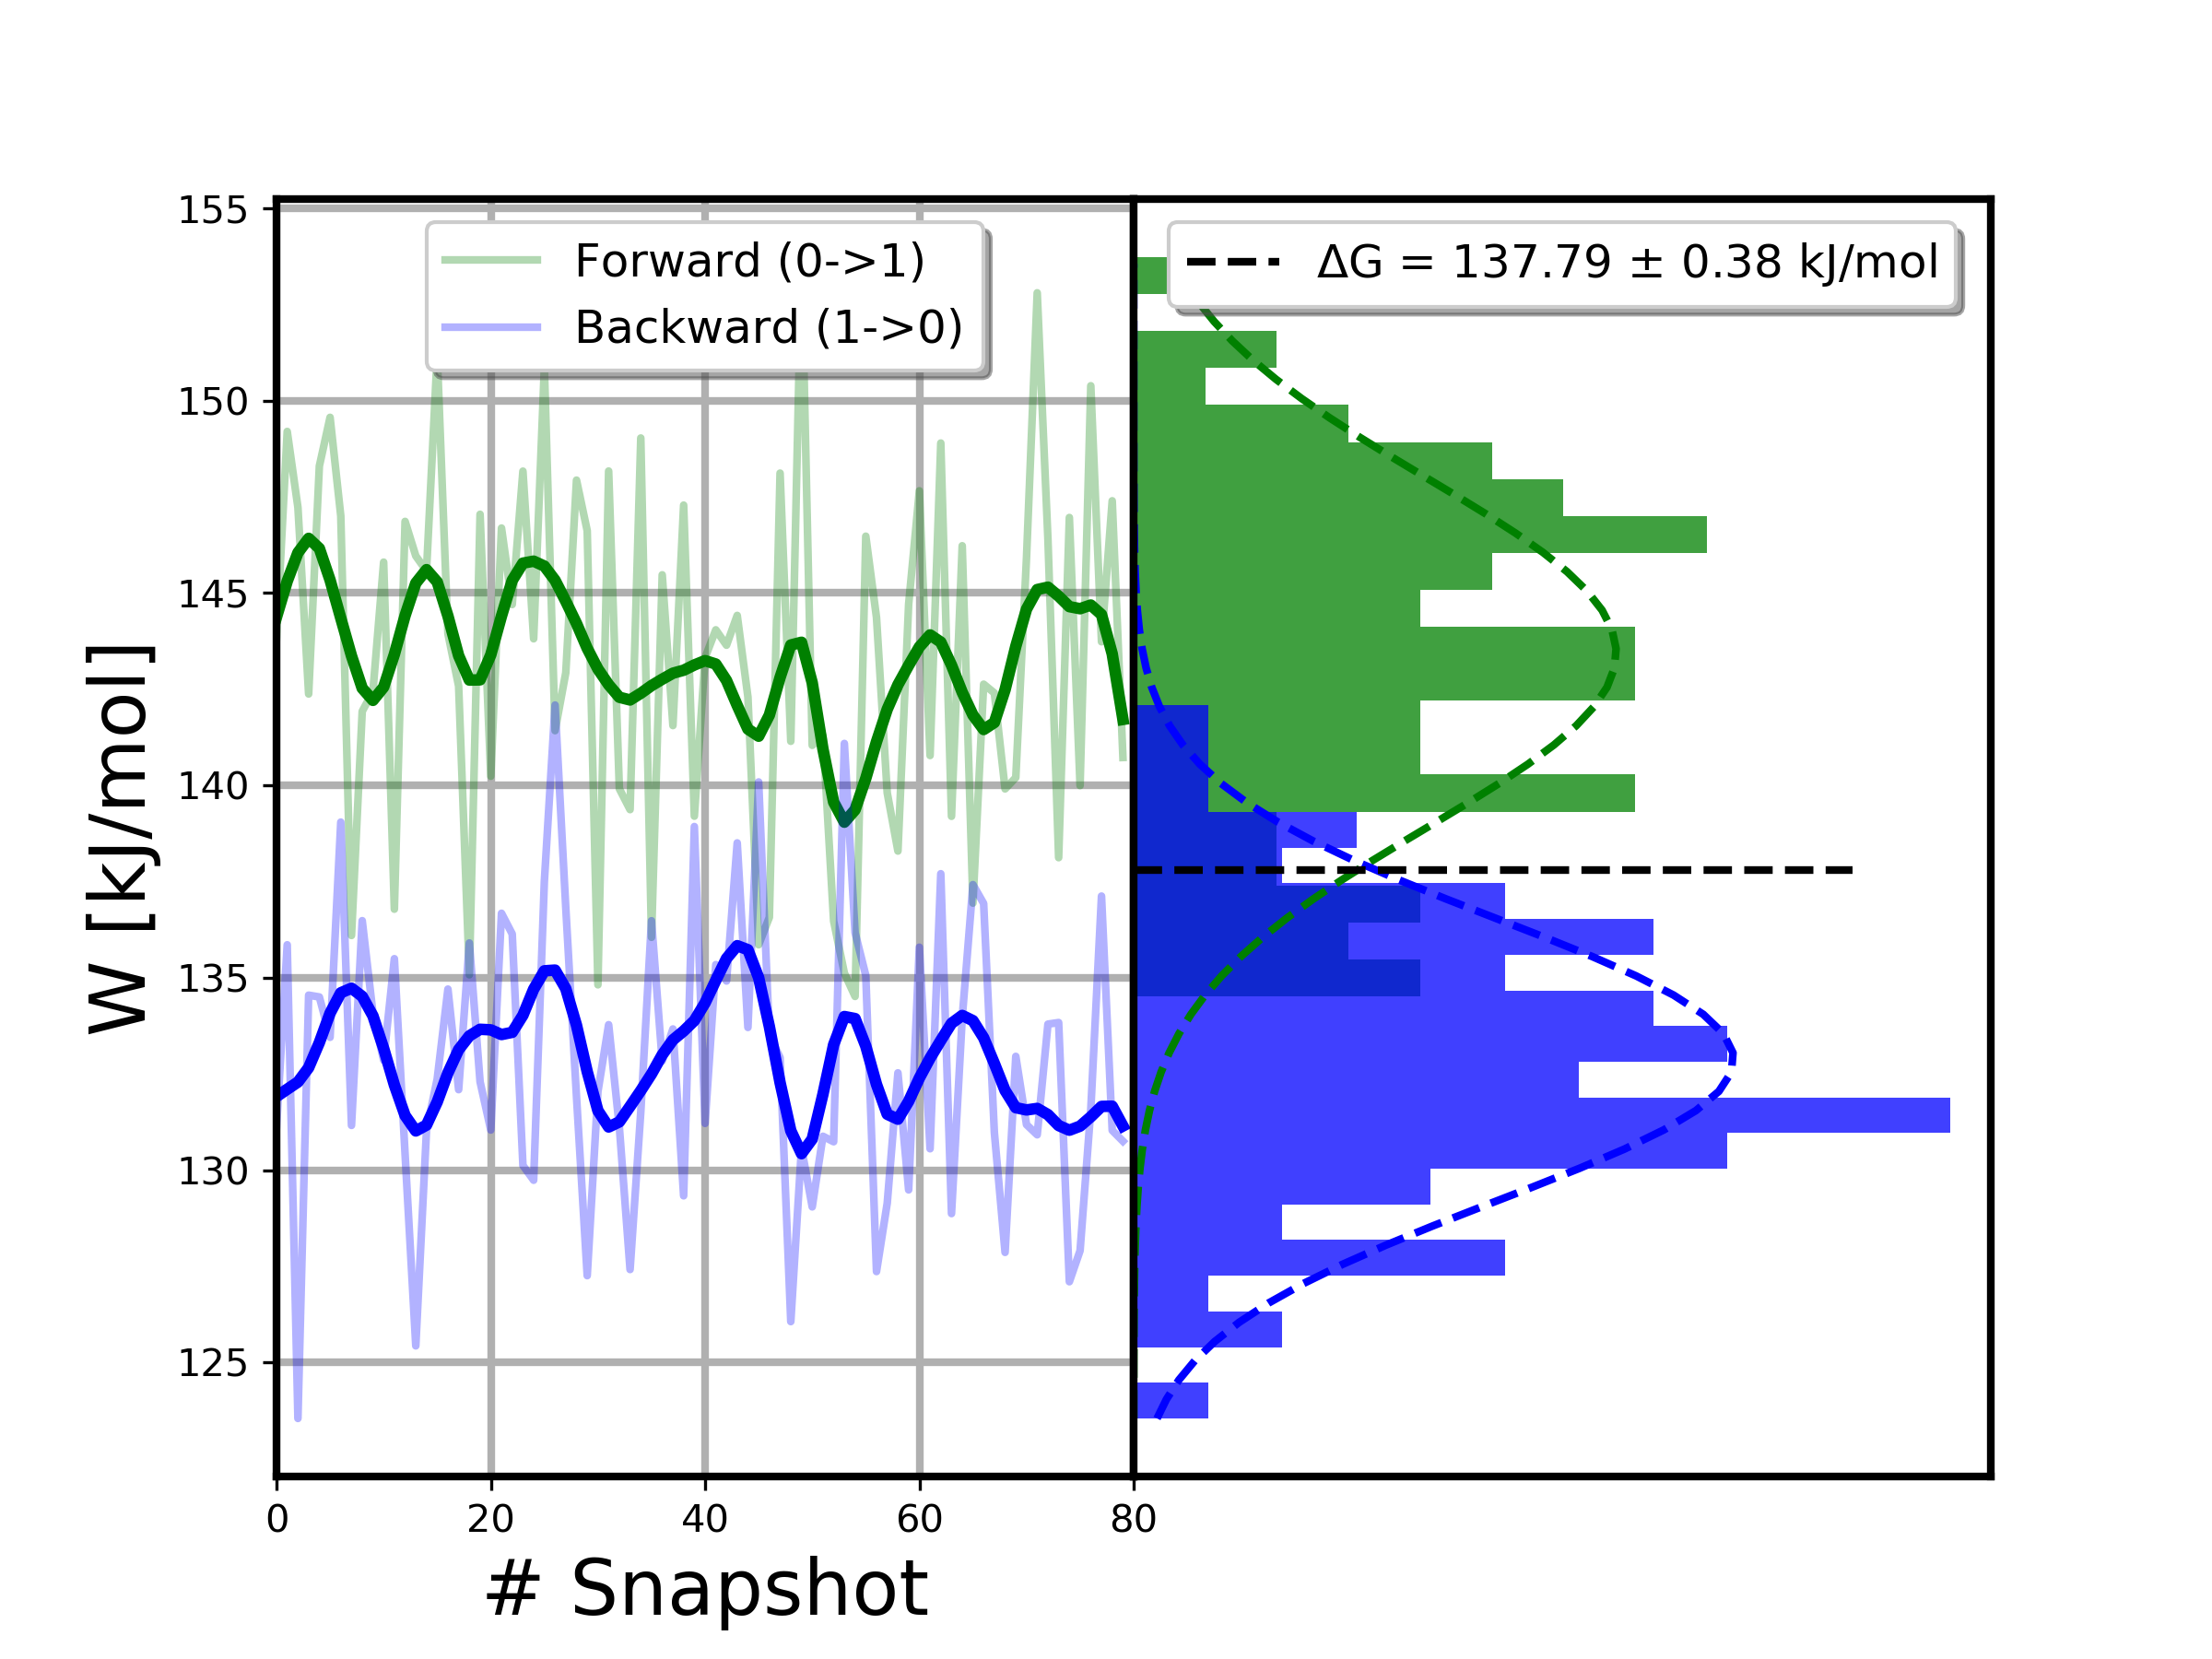 155
150
145
140
135
130
125
W [kJ/mol]
Forward (0->1)
Backward (1->0)
ΔG = 137.79 ± 0.38 kJ/mol
0 20 40 60 80
# Snapshot